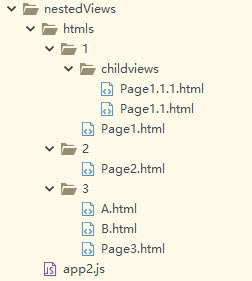 nestedViews
htmls
1
childviews
Page1.1.1.html
Page1.1.html
Page1.html
2
Page2.html
3
A.html
B.html
Page3.html
app2.js